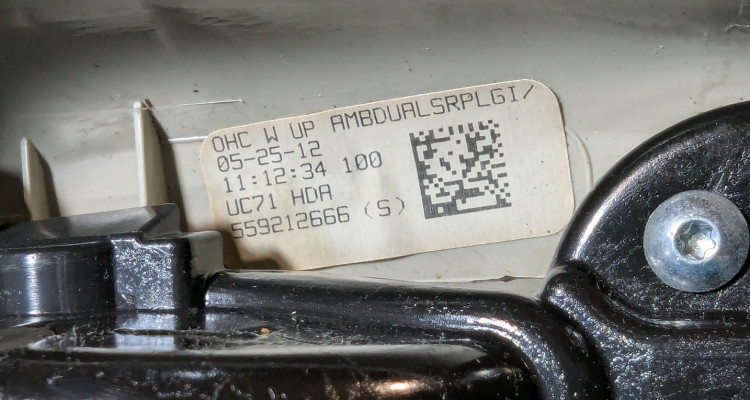 OHC W UP AMBDUALSRPLGI/
05-25-12
11:12:34 100
UC71 HDA
559212666 (S)